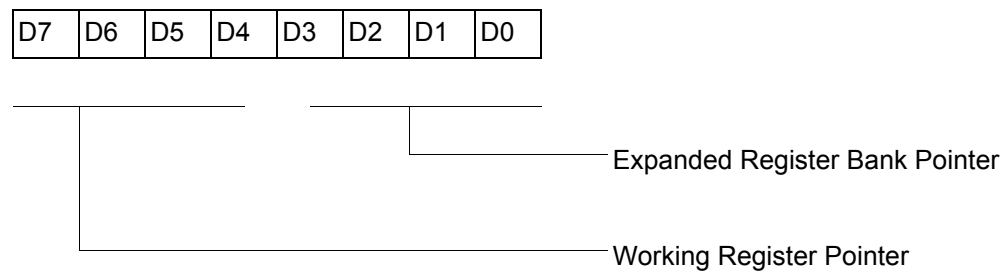 D7 D6 D5 D4 D3 D2 D1 D0
Expanded Register Bank Pointer
Working Register Pointer